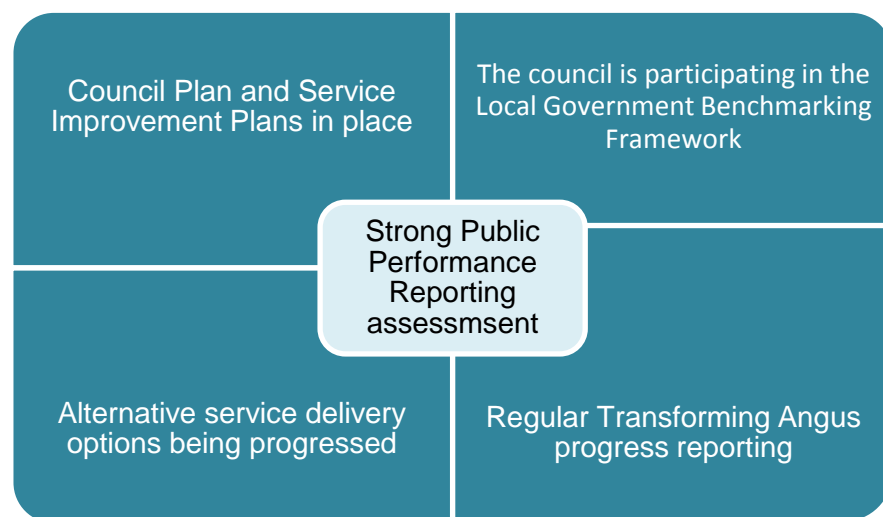 Council Plan and Service
Improvement Plans in place
The council is participating in the
Local Government Benchmarking
Framework
Strong Public
Performance
Reporting
assessmsent
Alternative service delivery
options being progressed
Regular Transforming Angus
progress reporting